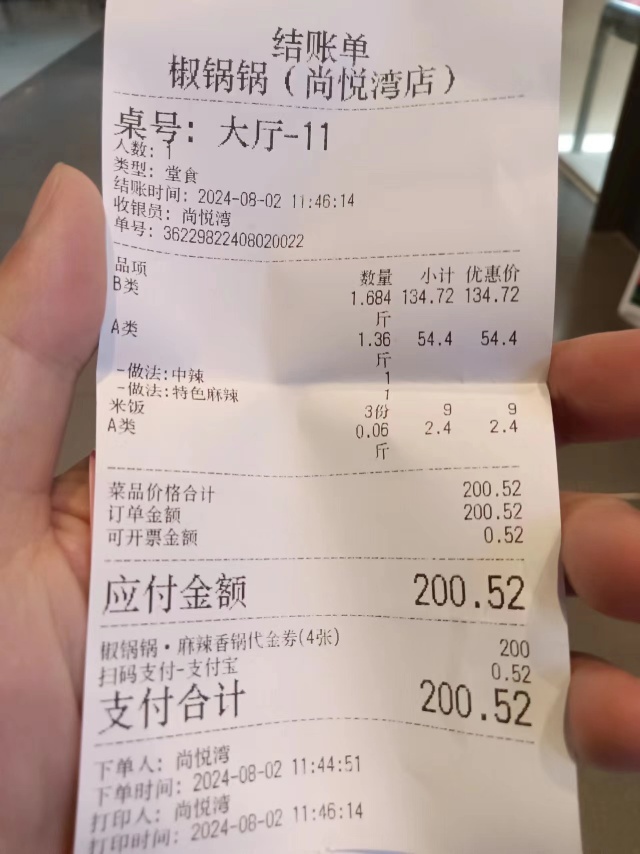 结账单
椒锅锅（尚悦湾店）
桌号：大厅-11
人数：1
类型：堂食
结账时间：2024-08-02 11:46:14
收银员：尚悦湾
单号：36229822408020022
品项 数量 小计 优惠价
B类 1.684 134.72 134.72
斤
A类 1.36 54.4 54.4
斤
-做法:中辣 1
-做法:特色麻辣 1
米饭 3份 9 9
A类 0.06 2.4 2.4
斤
菜品价格合计 200.52
订单金额 200.52
可开票金额 0.52
应付金额 200.52
椒锅锅·麻辣香锅代金券(4张) 200
扫码支付-支付宝 0.52
支付合计 200.52
下单人：尚悦湾
下单时间：2024-08-02 11:44:51
打印人：尚悦湾
打印时间：2024-08-02 11:46:14